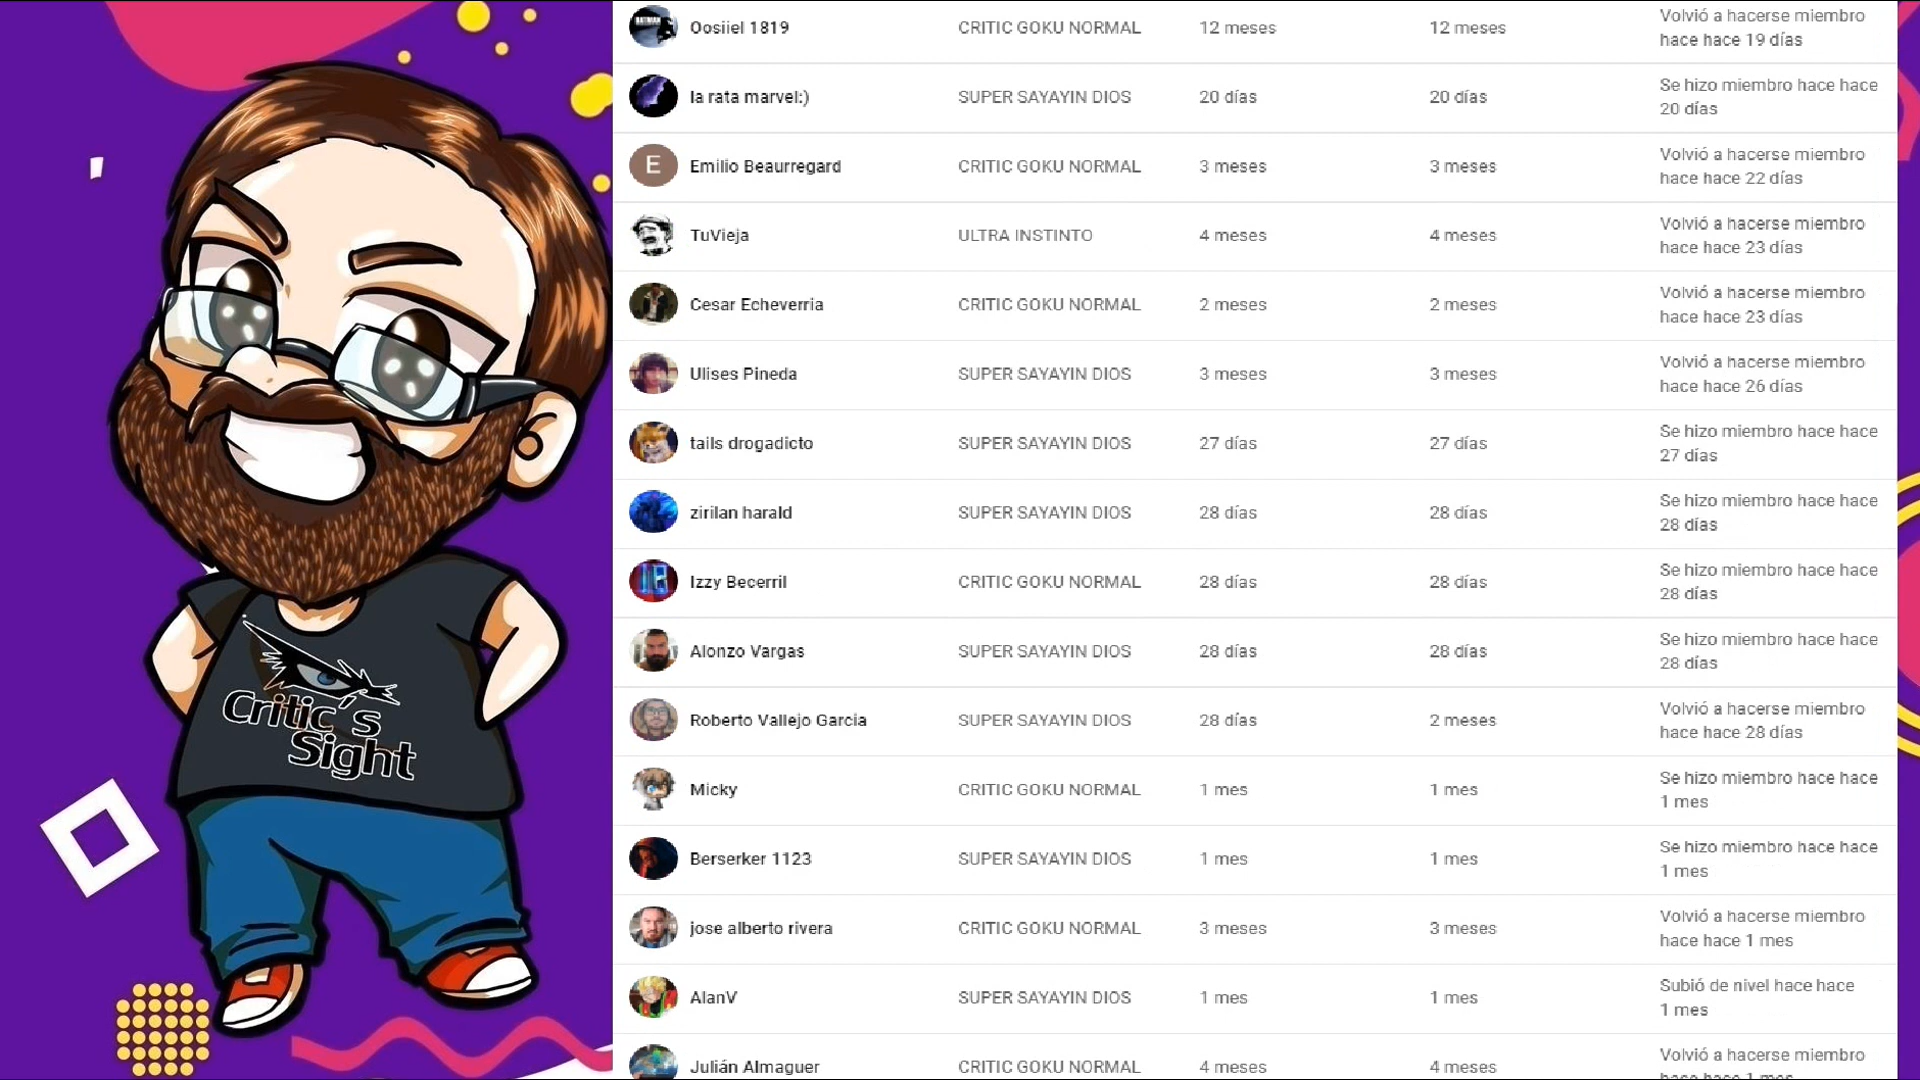 Critic´s
Sight
Oosiiel 1819 CRITIC GOKU NORMAL 12 meses 12 meses Volvió a hacerse miembro
hace hace 19 días
la rata marvel:) SUPER SAYAYIN DIOS 20 días 20 días Se hizo miembro hace hace
20 días
E Emilio Beaurregard CRITIC GOKU NORMAL 3 meses 3 meses Volvió a hacerse miembro
hace hace 22 días
TuVieja ULTRA INSTINTO 4 meses 4 meses Volvió a hacerse miembro
hace hace 23 días
Cesar Echeverria CRITIC GOKU NORMAL 2 meses 2 meses Volvió a hacerse miembro
hace hace 23 días
Ulises Pineda SUPER SAYAYIN DIOS 3 meses 3 meses Volvió a hacerse miembro
hace hace 26 días
tails drogadicto SUPER SAYAYIN DIOS 27 días 27 días Se hizo miembro hace hace
27 días
zirilan harald SUPER SAYAYIN DIOS 28 días 28 días Se hizo miembro hace hace
28 días
Izzy Becerril CRITIC GOKU NORMAL 28 días 28 días Se hizo miembro hace hace
28 días
Alonzo Vargas SUPER SAYAYIN DIOS 28 días 28 días Se hizo miembro hace hace
28 días
Roberto Vallejo Garcia SUPER SAYAYIN DIOS 28 días 2 meses Volvió a hacerse miembro
hace hace 28 días
Micky CRITIC GOKU NORMAL 1 mes 1 mes Se hizo miembro hace hace
1 mes
Berserker 1123 SUPER SAYAYIN DIOS 1 mes 1 mes Se hizo miembro hace hace
1 mes
jose alberto rivera CRITIC GOKU NORMAL 3 meses 3 meses Volvió a hacerse miembro
hace hace 1 mes
AlanV SUPER SAYAYIN DIOS 1 mes 1 mes Subió de nivel hace hace
1 mes
Julián Almaguer CRITIC GOKU NORMAL 4 meses 4 meses Volvió a hacerse miembro
hace hace 1 mes